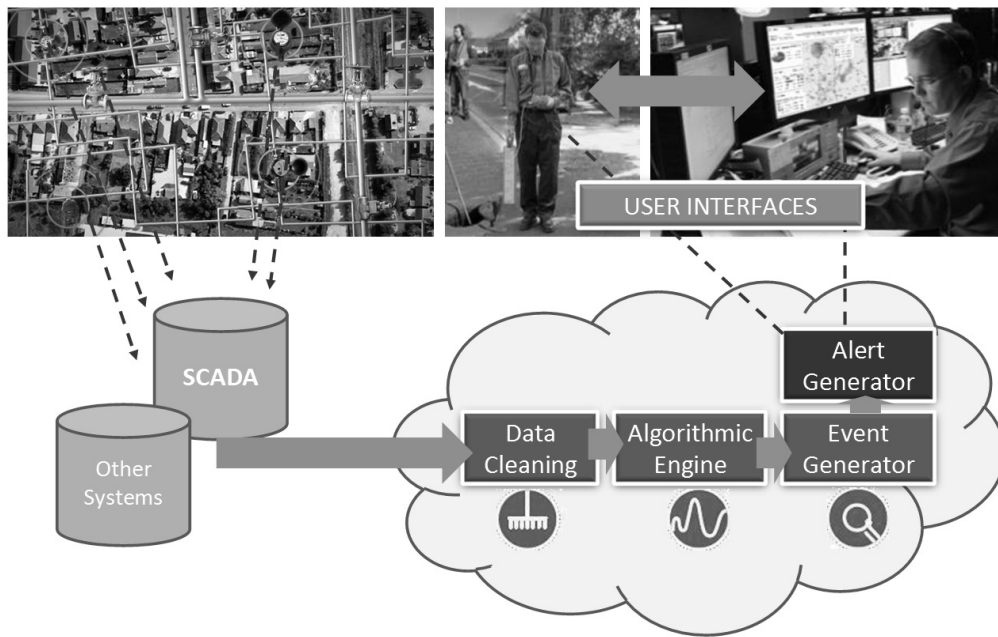 USER INTERFACES
SCADA
Other
Systems
Alert
Generator
Data
Cleaning
Algorithmic
Engine
Event
Generator